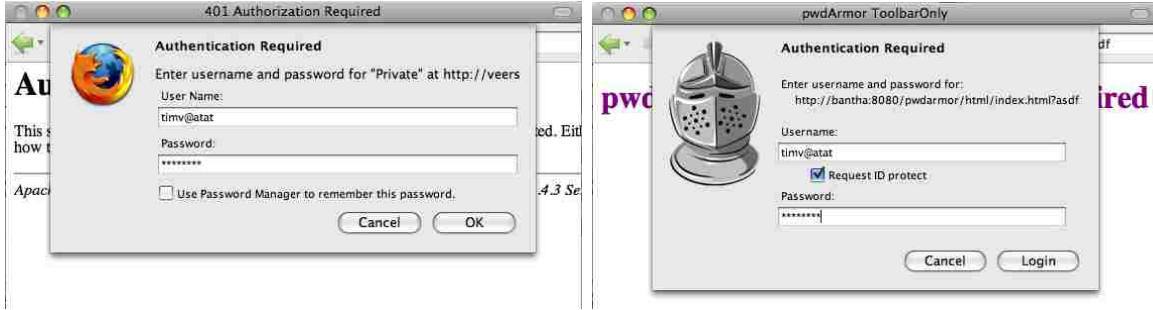 401 Authorization Required
Authentication Required
Enter username and password for "Private" at http://veers
User Name:
timv@atat
Password:
********
Use Password Manager to remember this password.
Cancel OK
Au
This s
how t
ted. Eith
Apac
.4.3 Se
pwdArmor ToolbarOnly
df
Authentication Required
Enter username and password for:
http://bantha:8080/pwdarmor/html/index.html?asdf
Username:
timv@atat
Request ID protect
Password:
********
Cancel Login
pwd
ired